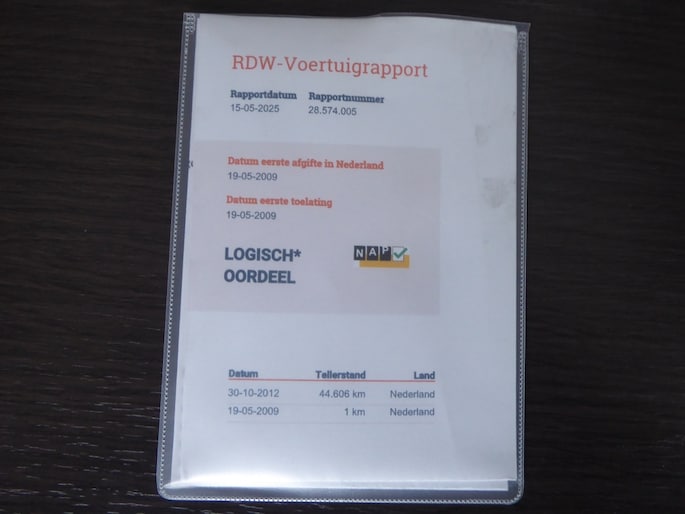 RDW-Voertuigrapport
Rapportdatum Rapportnummer
15-05-2025 28.574.005
Datum eerste afgifte in Nederland
19-05-2009
Datum eerste toelating
19-05-2009
LOGISCH*
OORDEEL
NAP
Datum Tellerstand Land
30-10-2012 44.606 km Nederland
19-05-2009 1 km Nederland